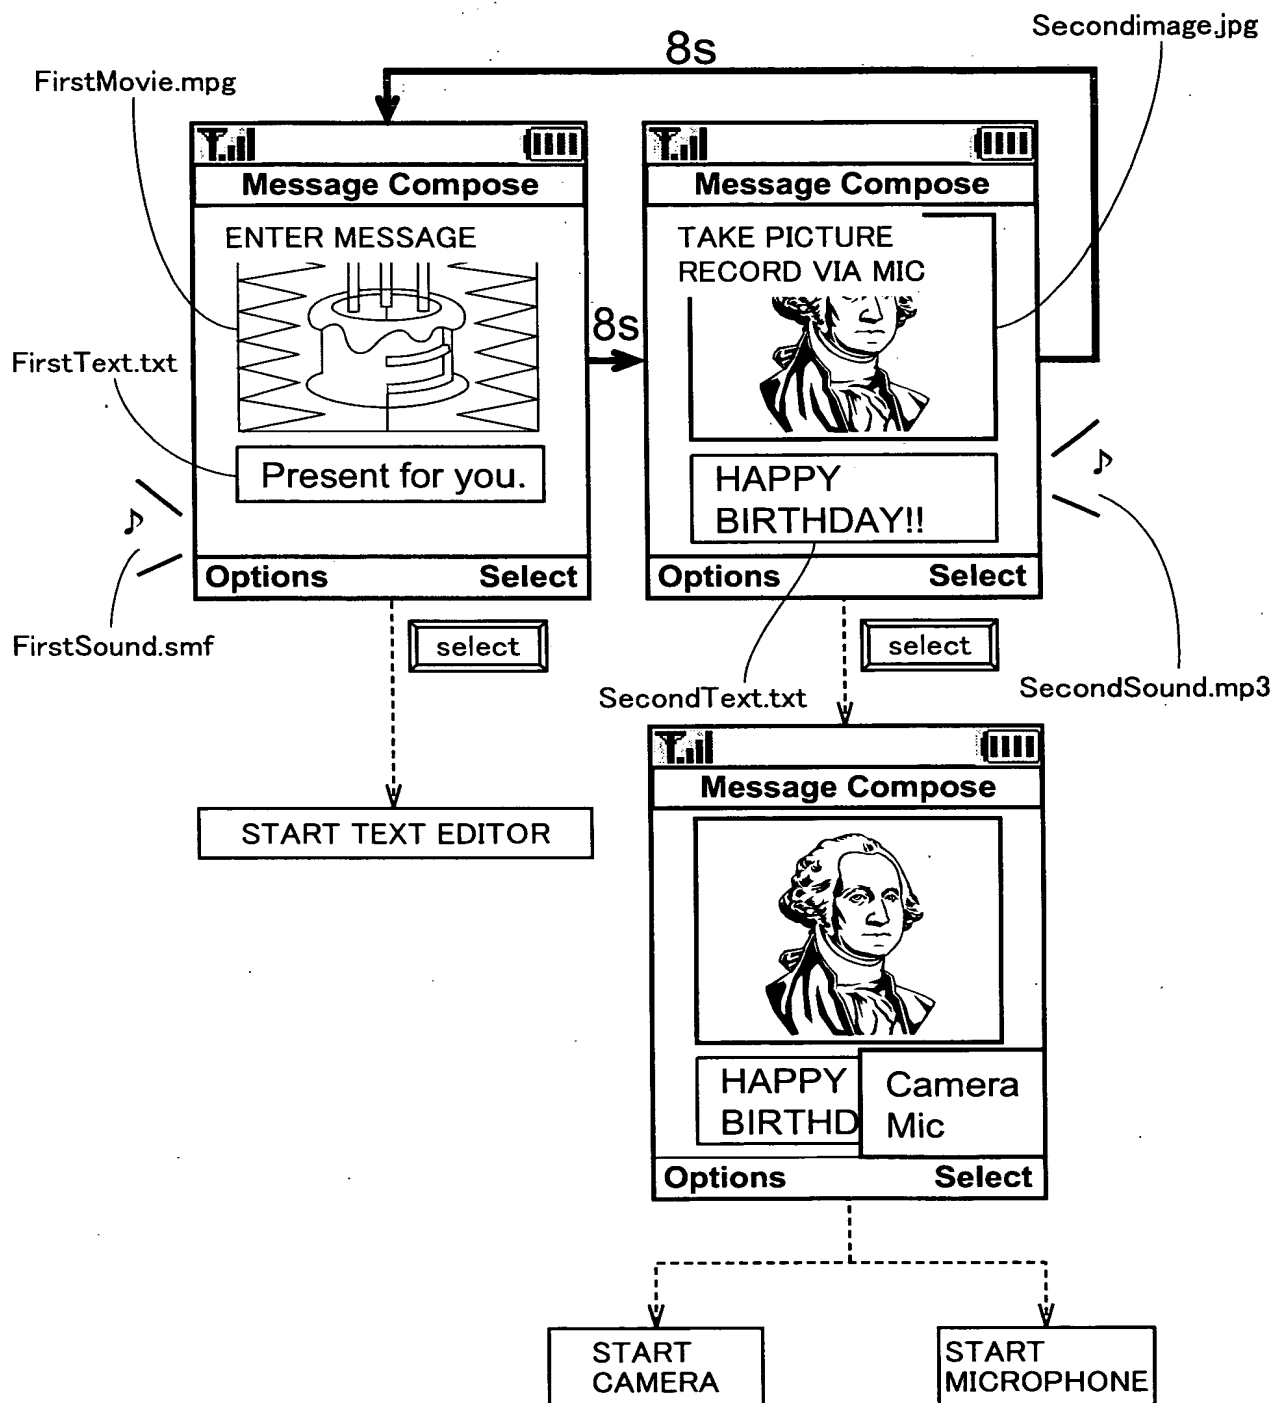 Secondimage.jpg
8s
FirstMovie.mpg
Message Compose
Message Compose
ENTER MESSAGE
TAKE PICTURE
RECORD VIA MIC
8s
FirstText.txt
Present for you.
HAPPY
BIRTHDAY!!
♪
♪
Options Select
Options Select
FirstSound.smf
select
select
SecondText.txt
SecondSound.mp3
Message Compose
START TEXT EDITOR
HAPPY
BIRTHD
Camera
Mic
Options Select
START
CAMERA
START
MICROPHONE